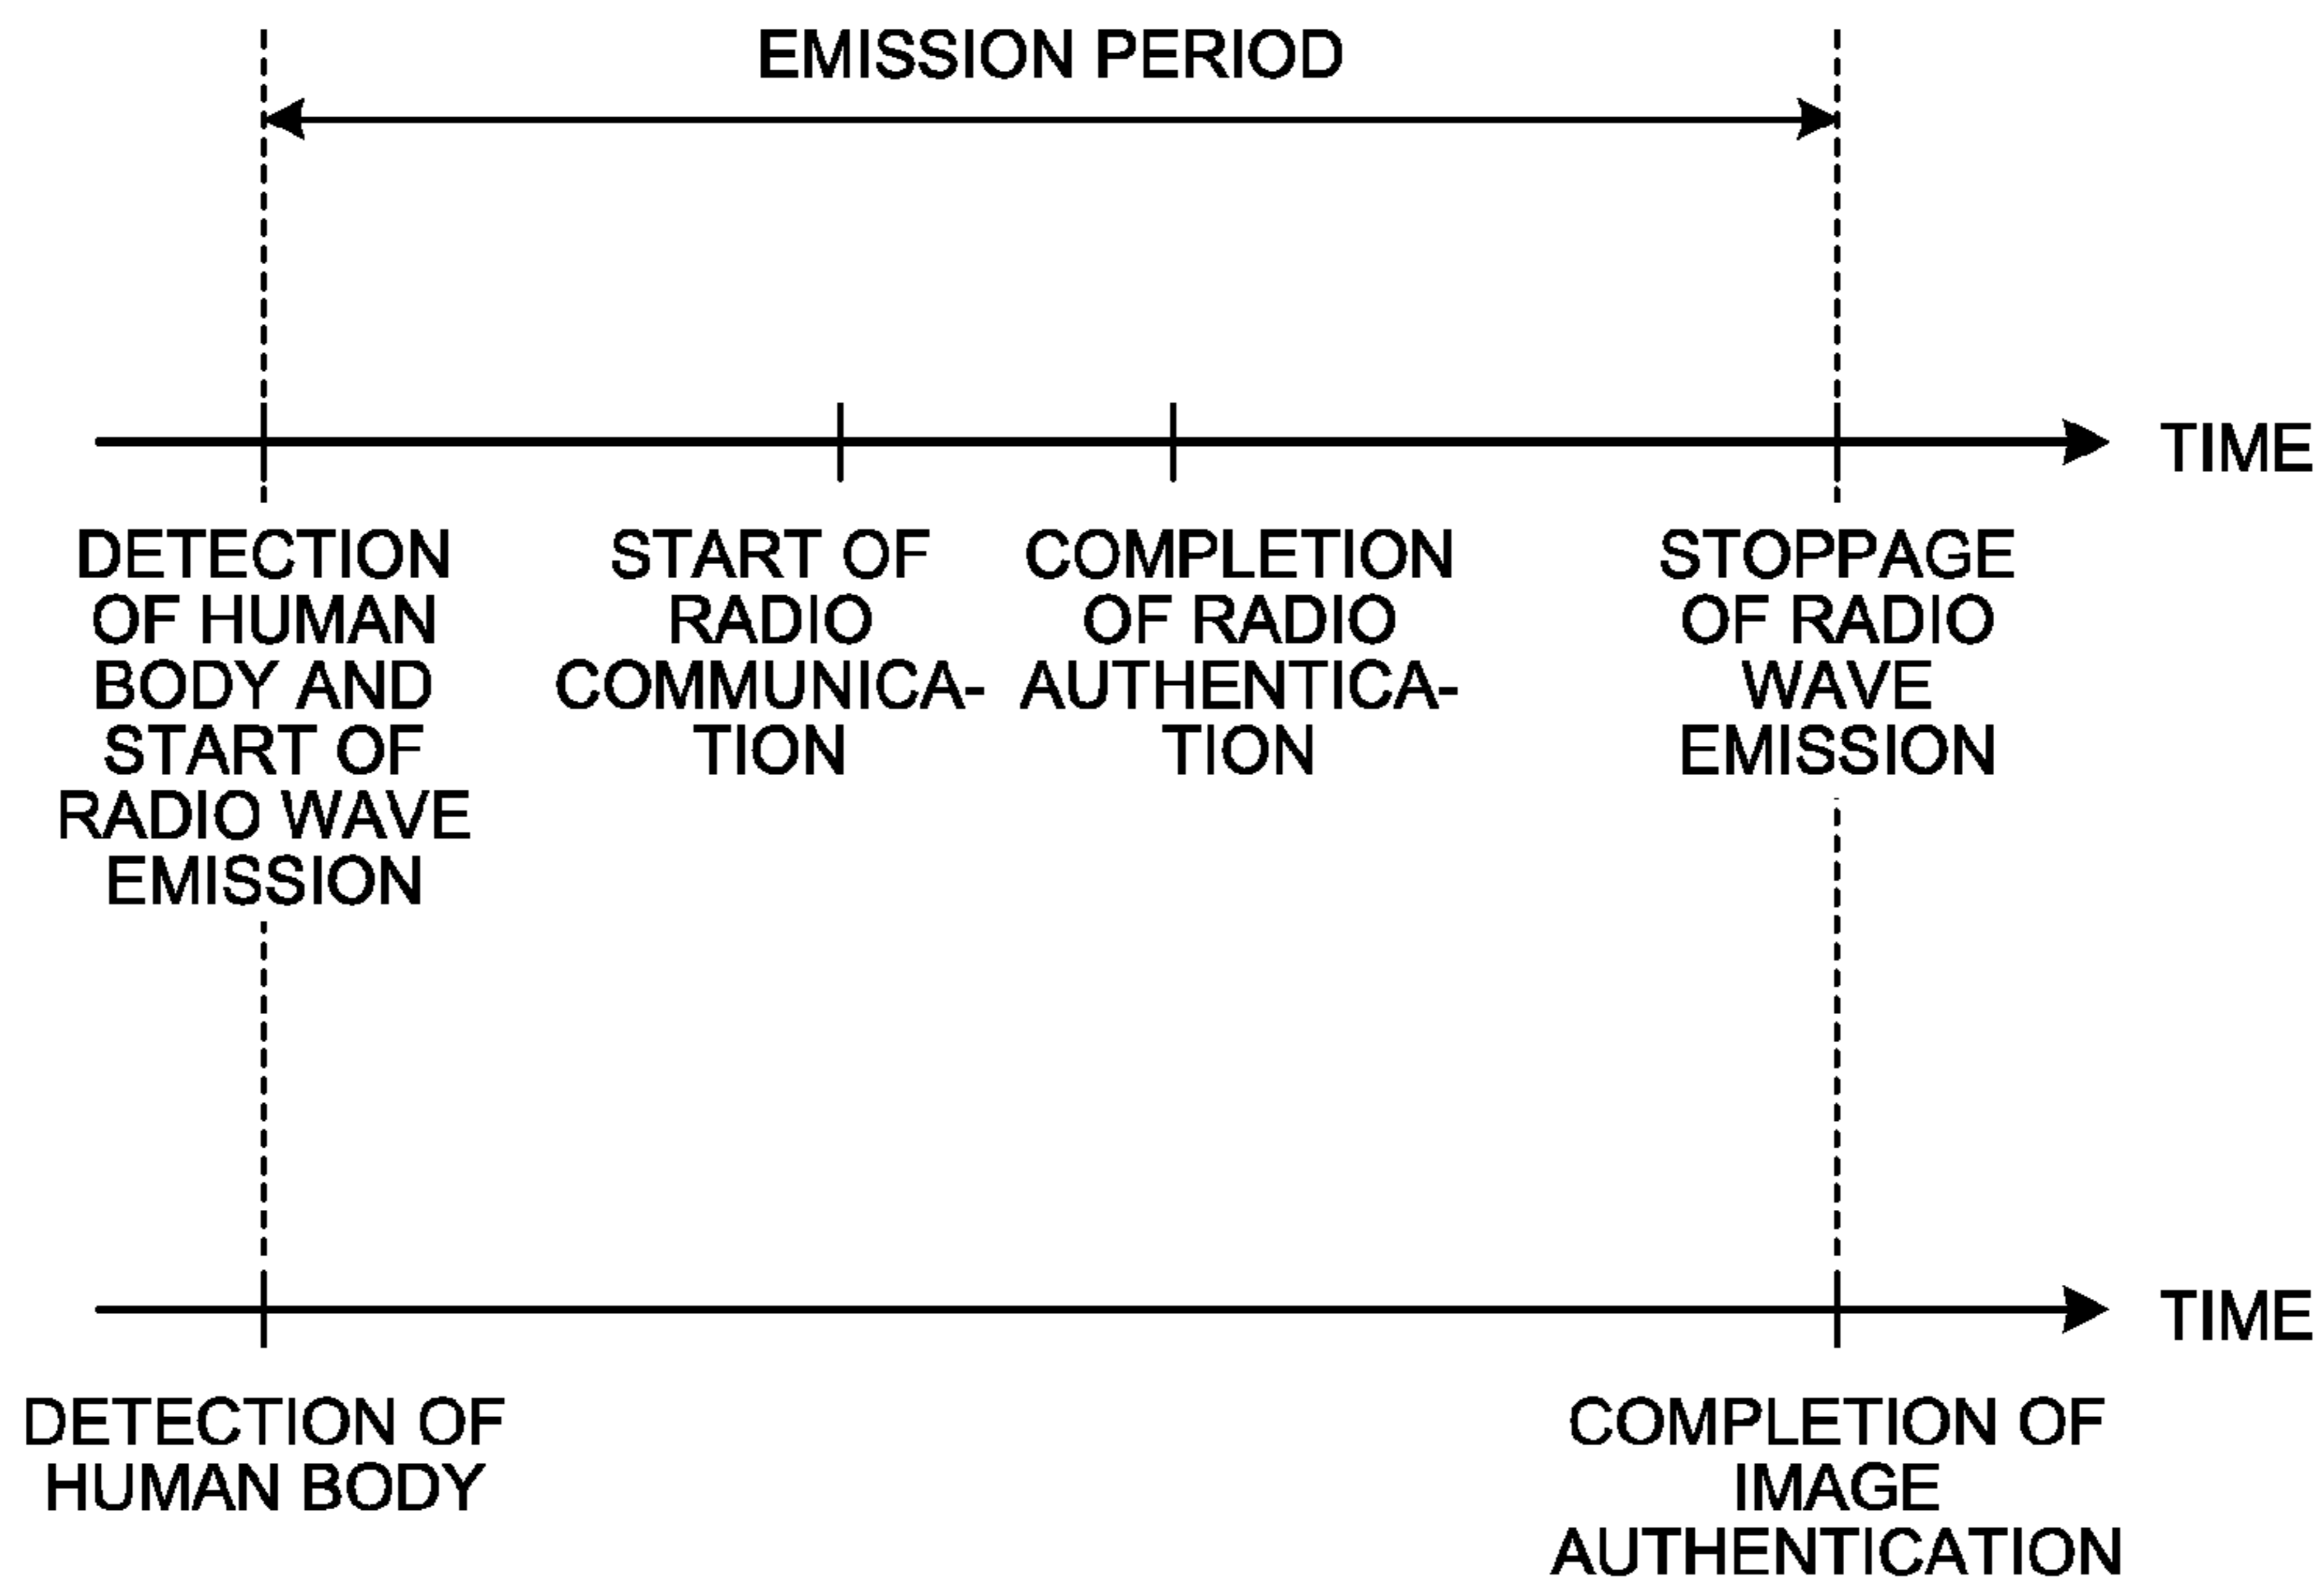 EMISSION PERIOD
TIME
DETECTION
OF HUMAN
BODY AND
START OF
RADIO WAVE
EMISSION
START OF
RADIO
COMMUNICA-
TION
COMPLETION
OF RADIO
AUTHENTICA-
TION
STOPPAGE
OF RADIO
WAVE
EMISSION
TIME
DETECTION OF
HUMAN BODY
COMPLETION OF
IMAGE
AUTHENTICATION